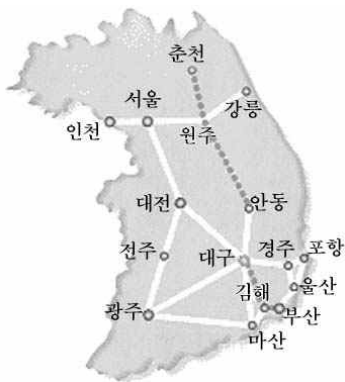 춘천
서울
강릉
인천
원주
대전
안동
전주
대구
경주
포항
김해
울산
광주
부산
마산